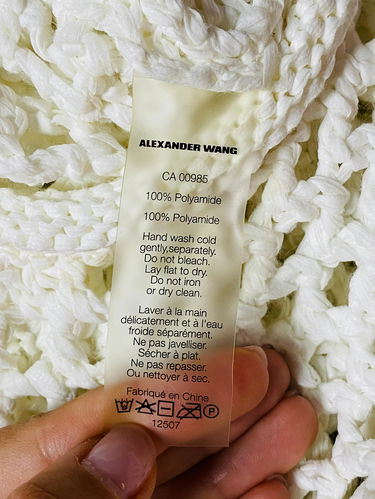 ALEXANDER WANG
CA 00985
100% Polyamide
100% Polyamide
Hand wash cold
gently,separately.
Do not bleach.
Lay flat to dry.
Do not iron
or dry clean.
Laver à la main
délicatement et à l'eau
froide séparément.
Ne pas javelliser.
Sécher à plat.
Ne pas repasser.
Ou nettoyer à sec.
Fabriqué en Chine
P
12507